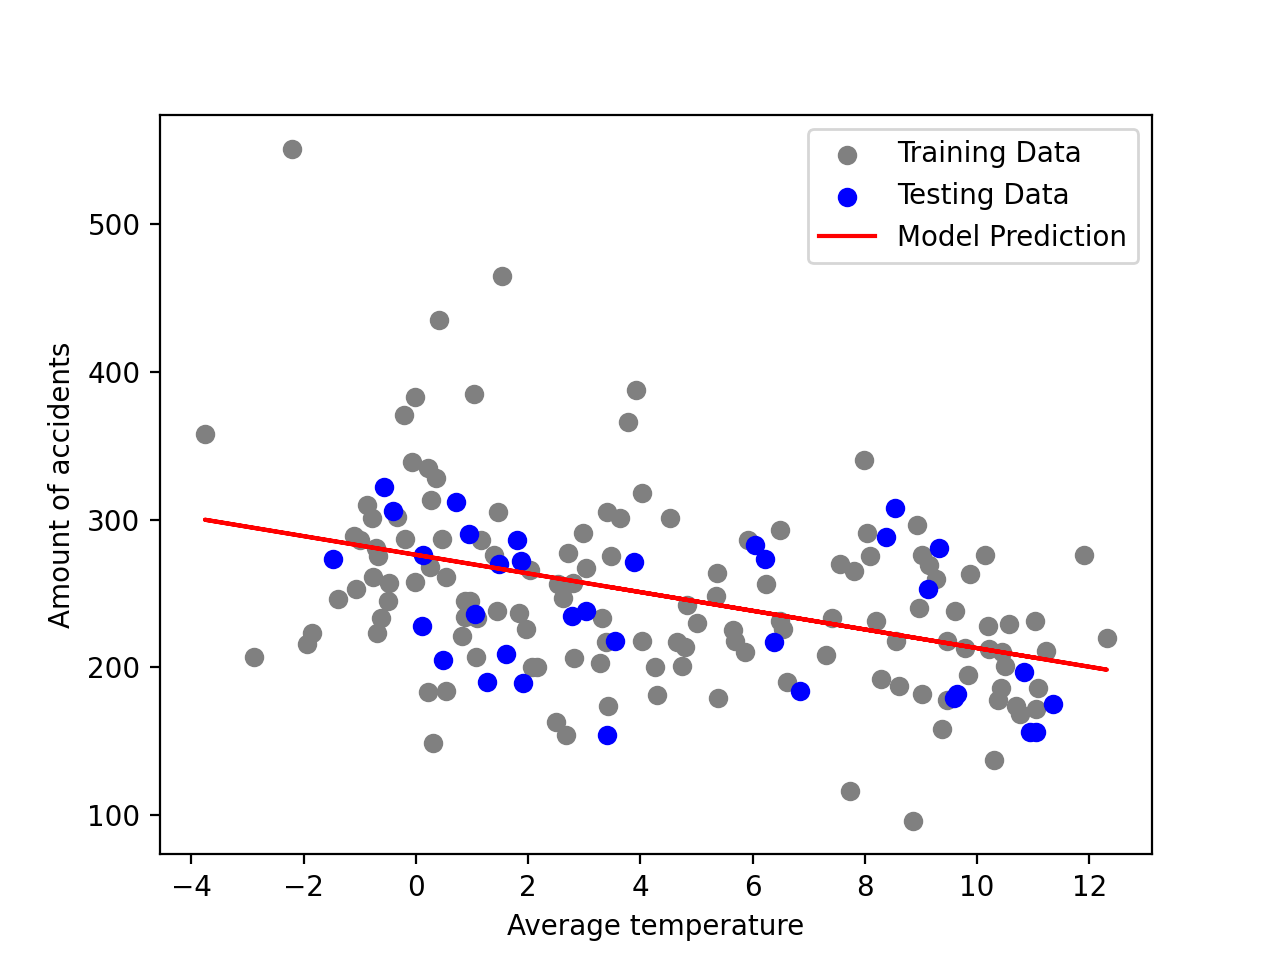 Training Data
Testing Data
Model Prediction
500
400
300
200
100
Amount of accidents
−4
−2
0
2
4
6
8
10
12
Average temperature